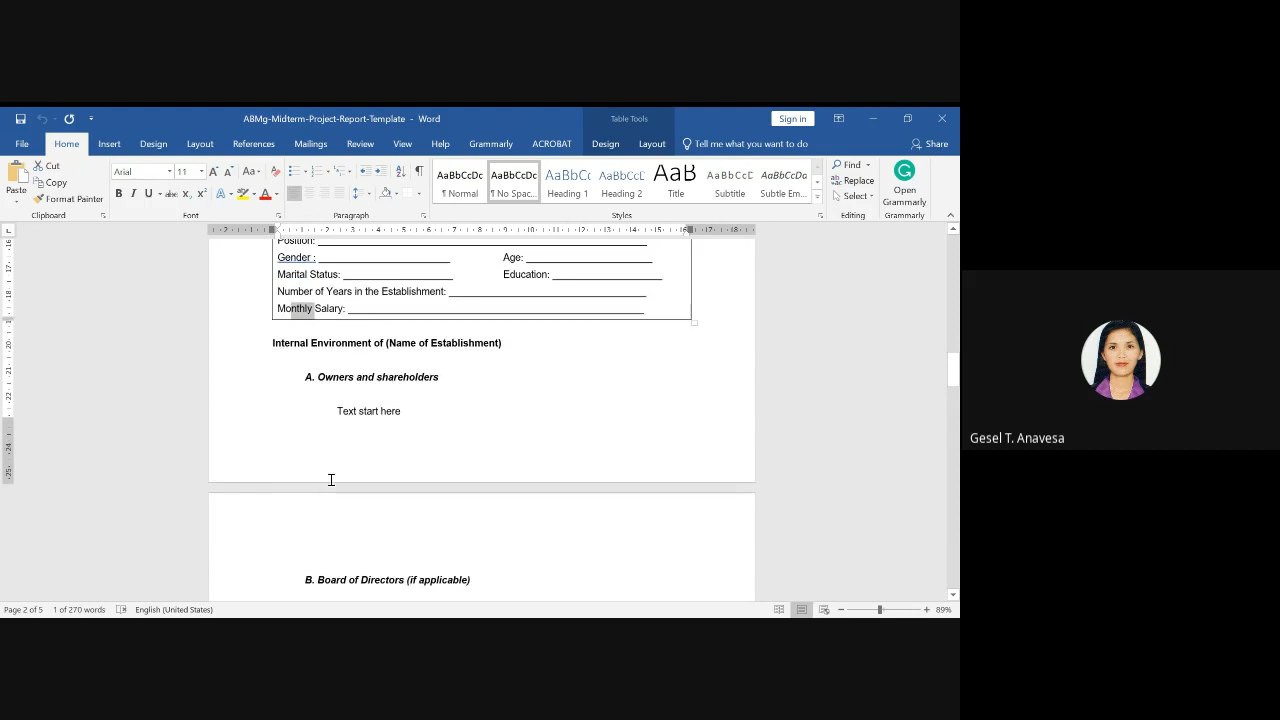 ABMg-Midterm-Project-Report-Template - Word
Table Tools
Sign in
File Home Insert Design Layout References Mailings Review View Help Grammarly ACROBAT Design Layout Tell me what you want to do Share
Paste Cut Copy Format Painter
Clipboard
Arial 11
Font
Paragraph
AaBbCcDc ¶ Normal
AaBbCcDc ¶ No Spac...
AaBbCc Heading 1
AaBbCcL Heading 2
AaB Title
AaBbCcD Subtitle
AaBbCcDc Subtle Em...
Styles
Find Replace Select
Editing
Open Grammarly
Grammarly
Position:
Gender : Age:
Marital Status: Education:
Number of Years in the Establishment:
Monthly Salary:
Internal Environment of (Name of Establishment)
A. Owners and shareholders
Text start here
B. Board of Directors (if applicable)
Page 2 of 5 1 of 270 words English (United States) 89%
Gesel T. Anavesa